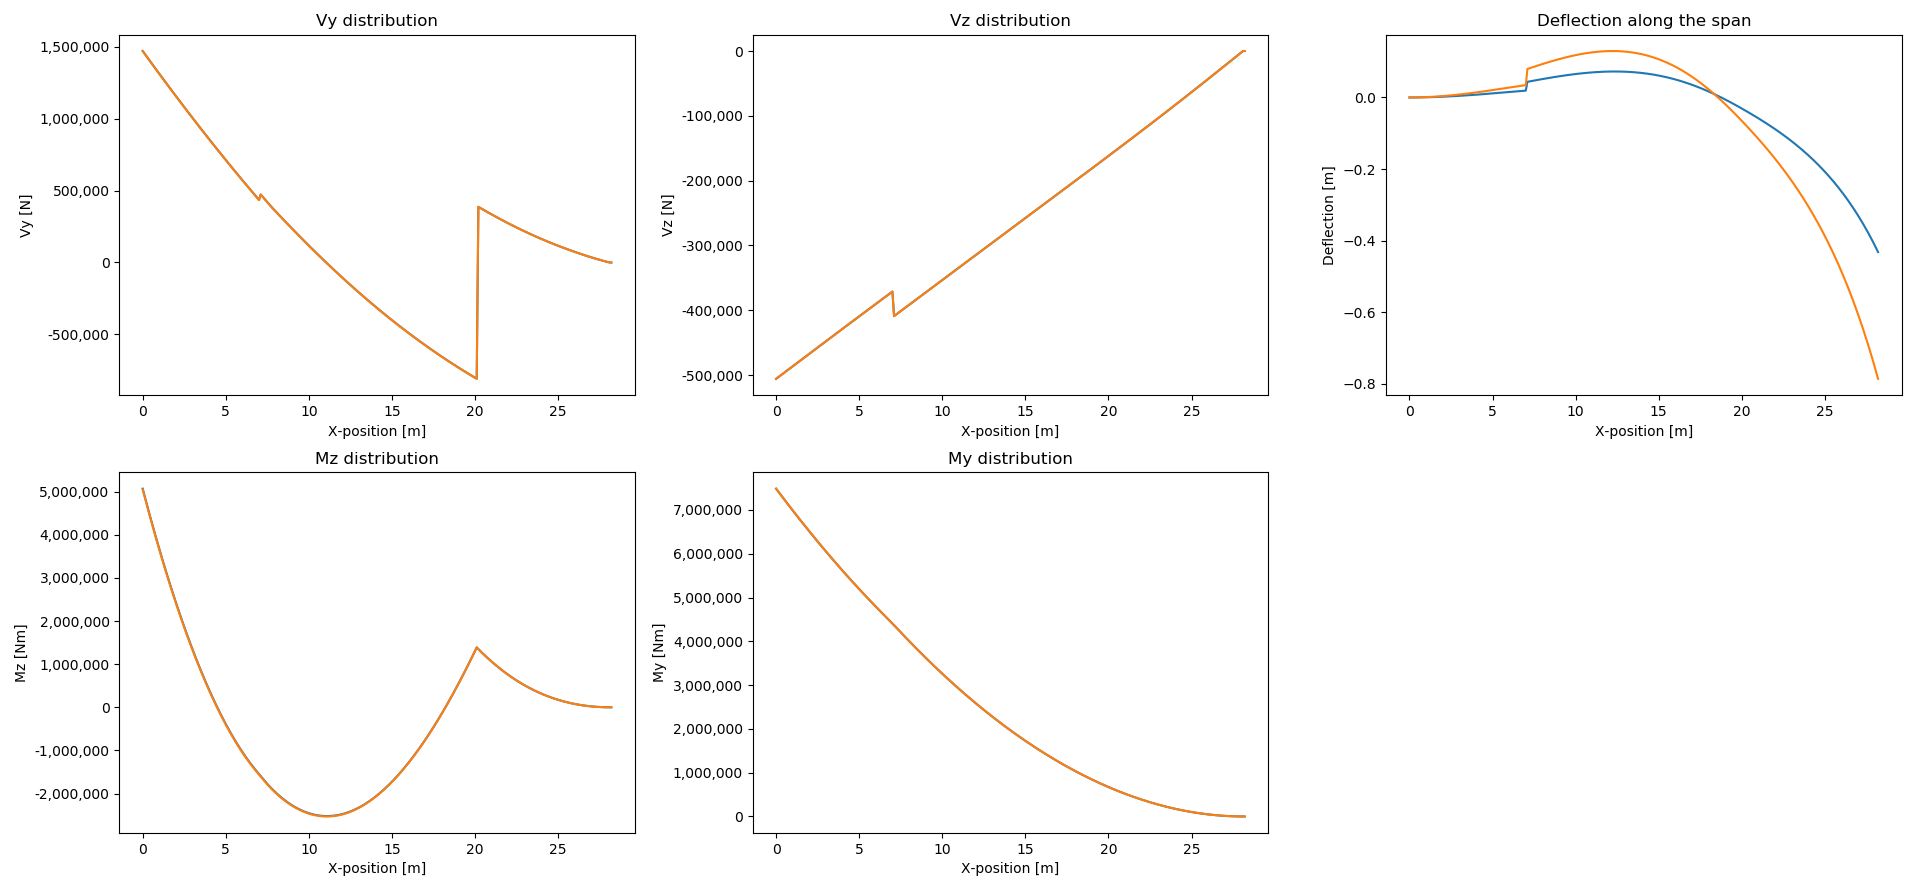 Vy distribution
1,500,000
1,000,000
500,000
0
-500,000
Vy [N]
0 5 10 15 20 25
X-position [m]
Vz distribution
0
-100,000
-200,000
-300,000
-400,000
-500,000
Vz [N]
0 5 10 15 20 25
X-position [m]
Deflection along the span
0.0
−0.2
−0.4
−0.6
−0.8
Deflection [m]
0 5 10 15 20 25
X-position [m]
Mz distribution
5,000,000
4,000,000
3,000,000
2,000,000
1,000,000
0
-1,000,000
-2,000,000
Mz [Nm]
0 5 10 15 20 25
X-position [m]
My distribution
7,000,000
6,000,000
5,000,000
4,000,000
3,000,000
2,000,000
1,000,000
0
My [Nm]
0 5 10 15 20 25
X-position [m]